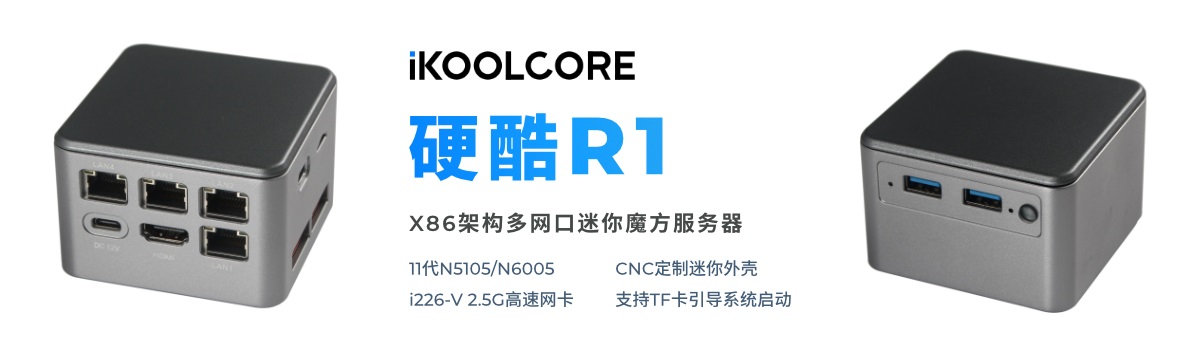 iKOOLCORE
硬酷R1
X86架构多网口迷你魔方服务器
11代N5105/N6005
CNC定制迷你外壳
i226-V 2.5G高速网卡
支持TF卡引导系统启动
DC 12V
HDMI
LAN1